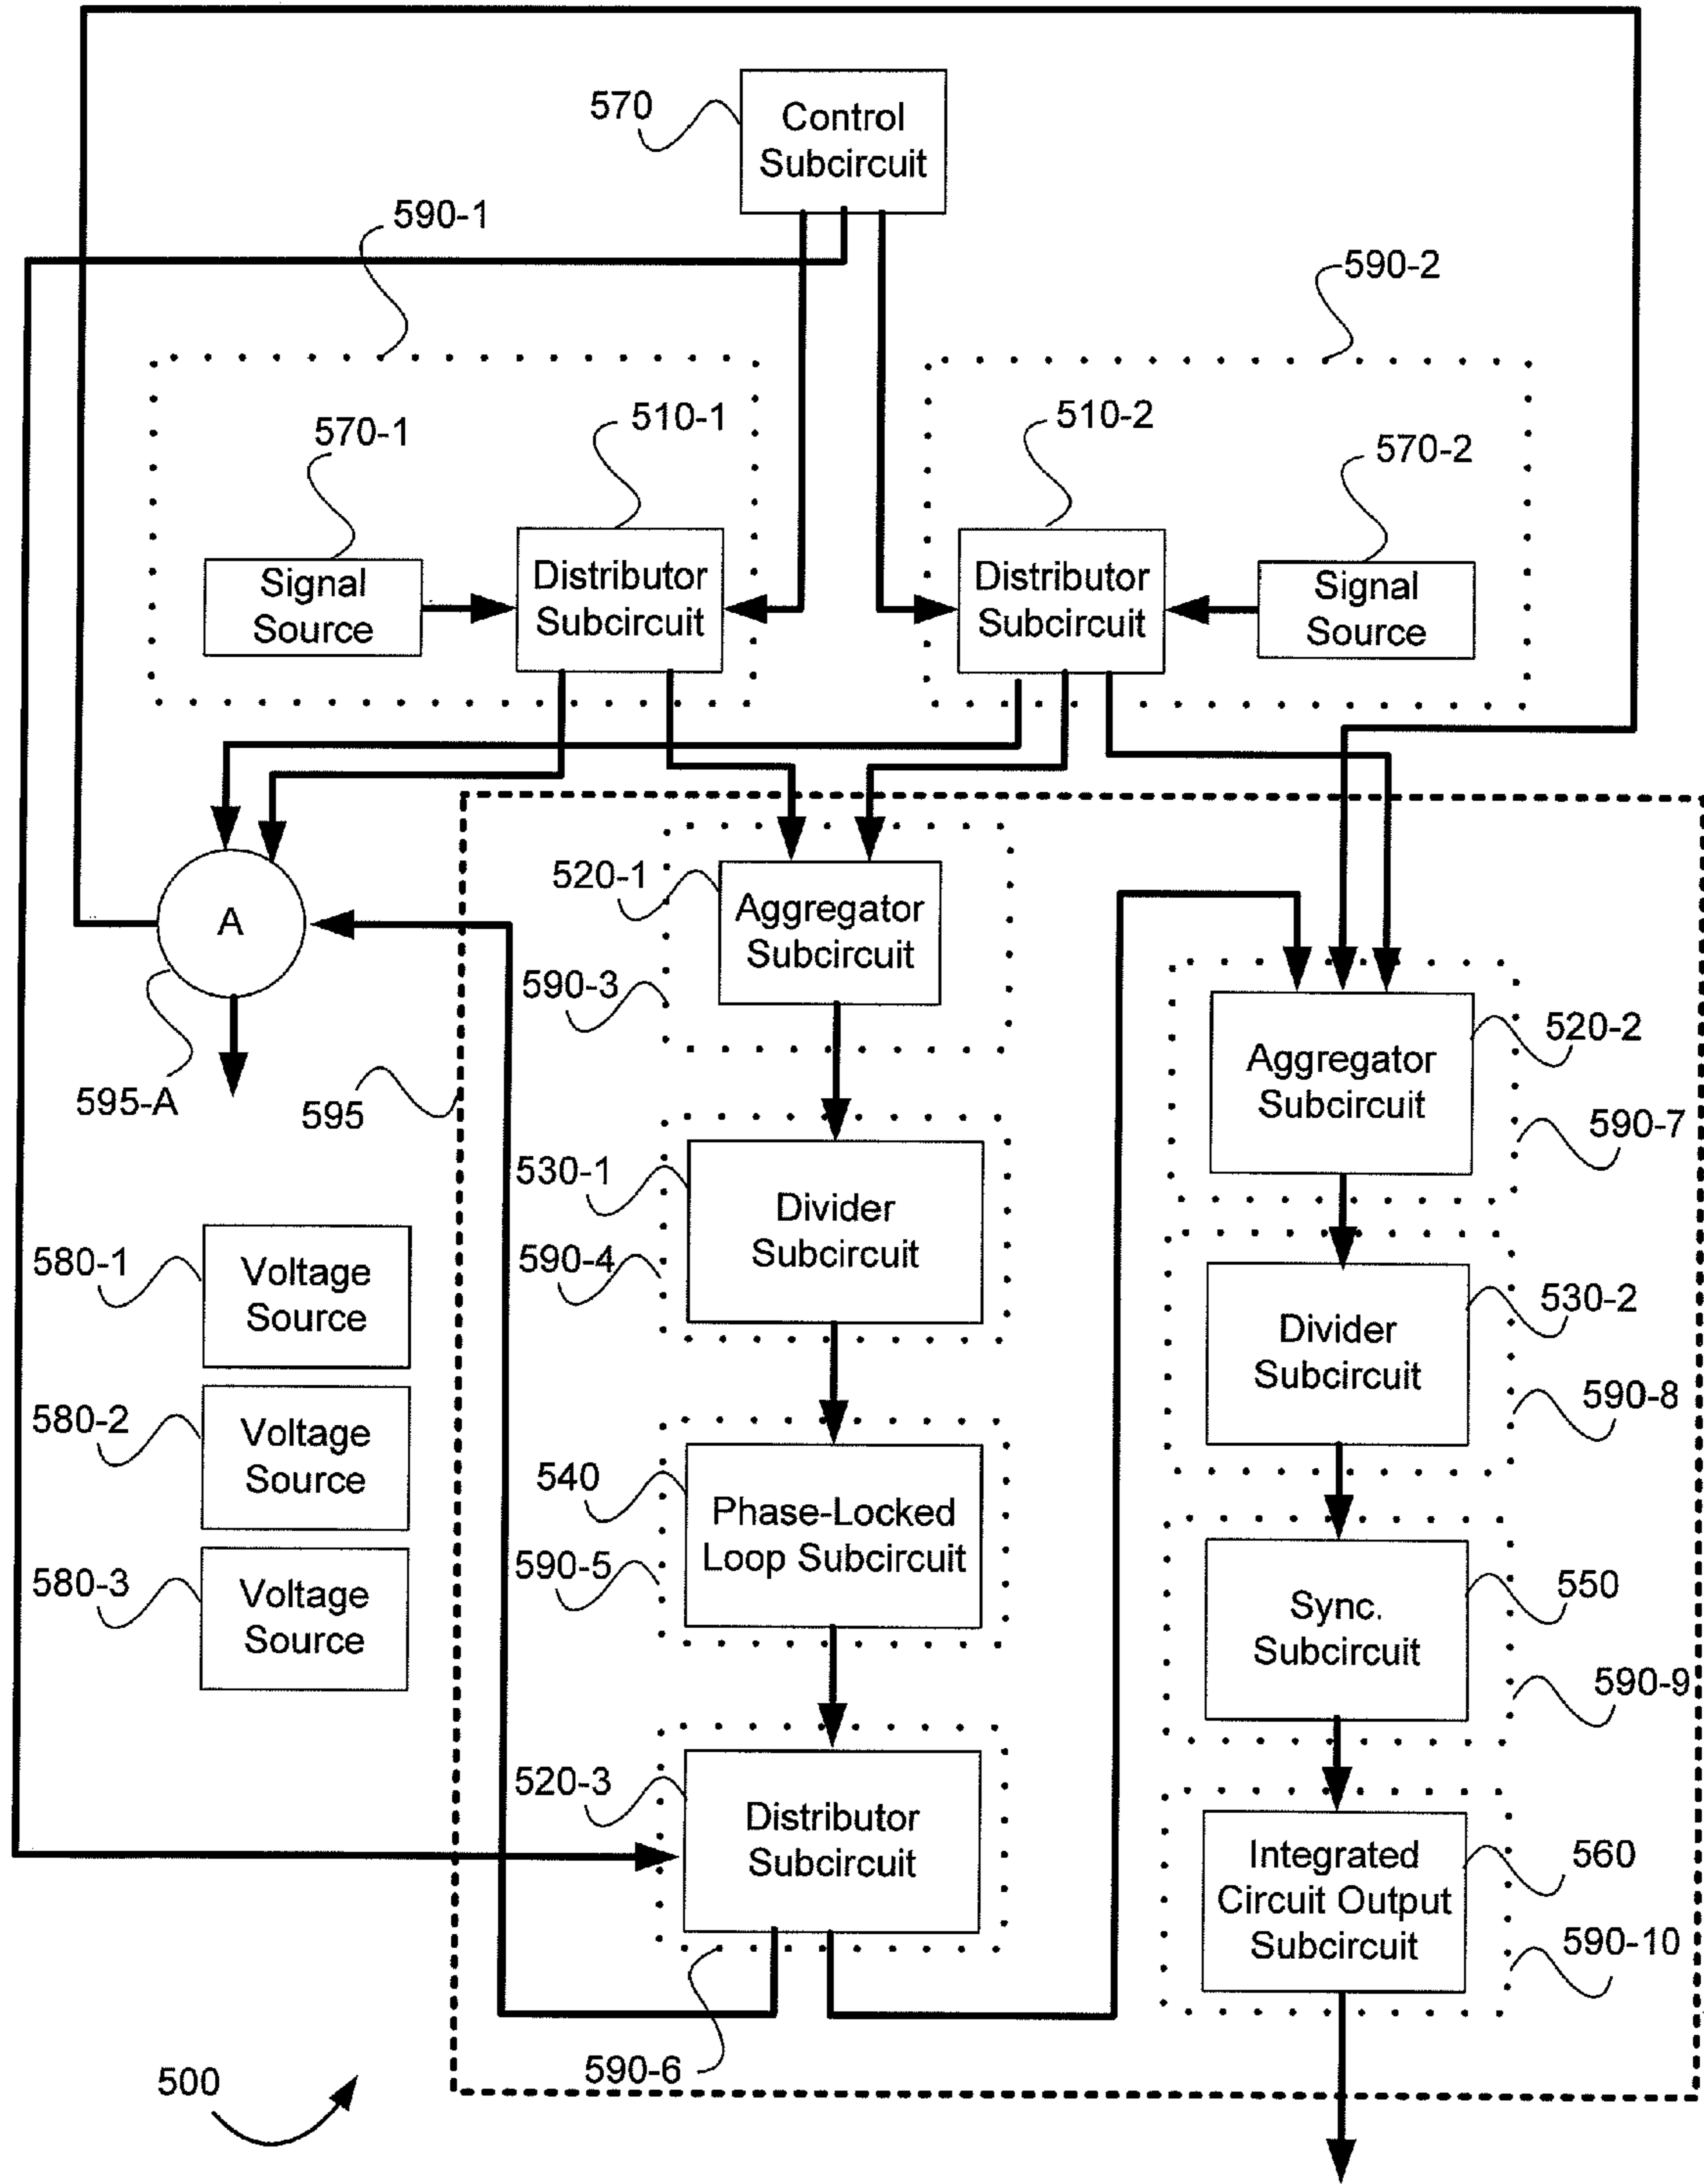 570
Control
Subcircuit
590-1
590-2
570-1
510-1
510-2
570-2
Signal
Source
Distributor
Subcircuit
Distributor
Subcircuit
Signal
Source
A
595-A
595
520-1
Aggregator
Subcircuit
590-3
520-2
Aggregator
Subcircuit
590-7
530-1
Divider
Subcircuit
590-4
530-2
Divider
Subcircuit
590-8
580-1
Voltage
Source
580-2
Voltage
Source
580-3
Voltage
Source
540
Phase-Locked
Loop Subcircuit
590-5
550
Sync.
Subcircuit
590-9
520-3
Distributor
Subcircuit
590-6
560
Integrated
Circuit Output
Subcircuit
590-10
500